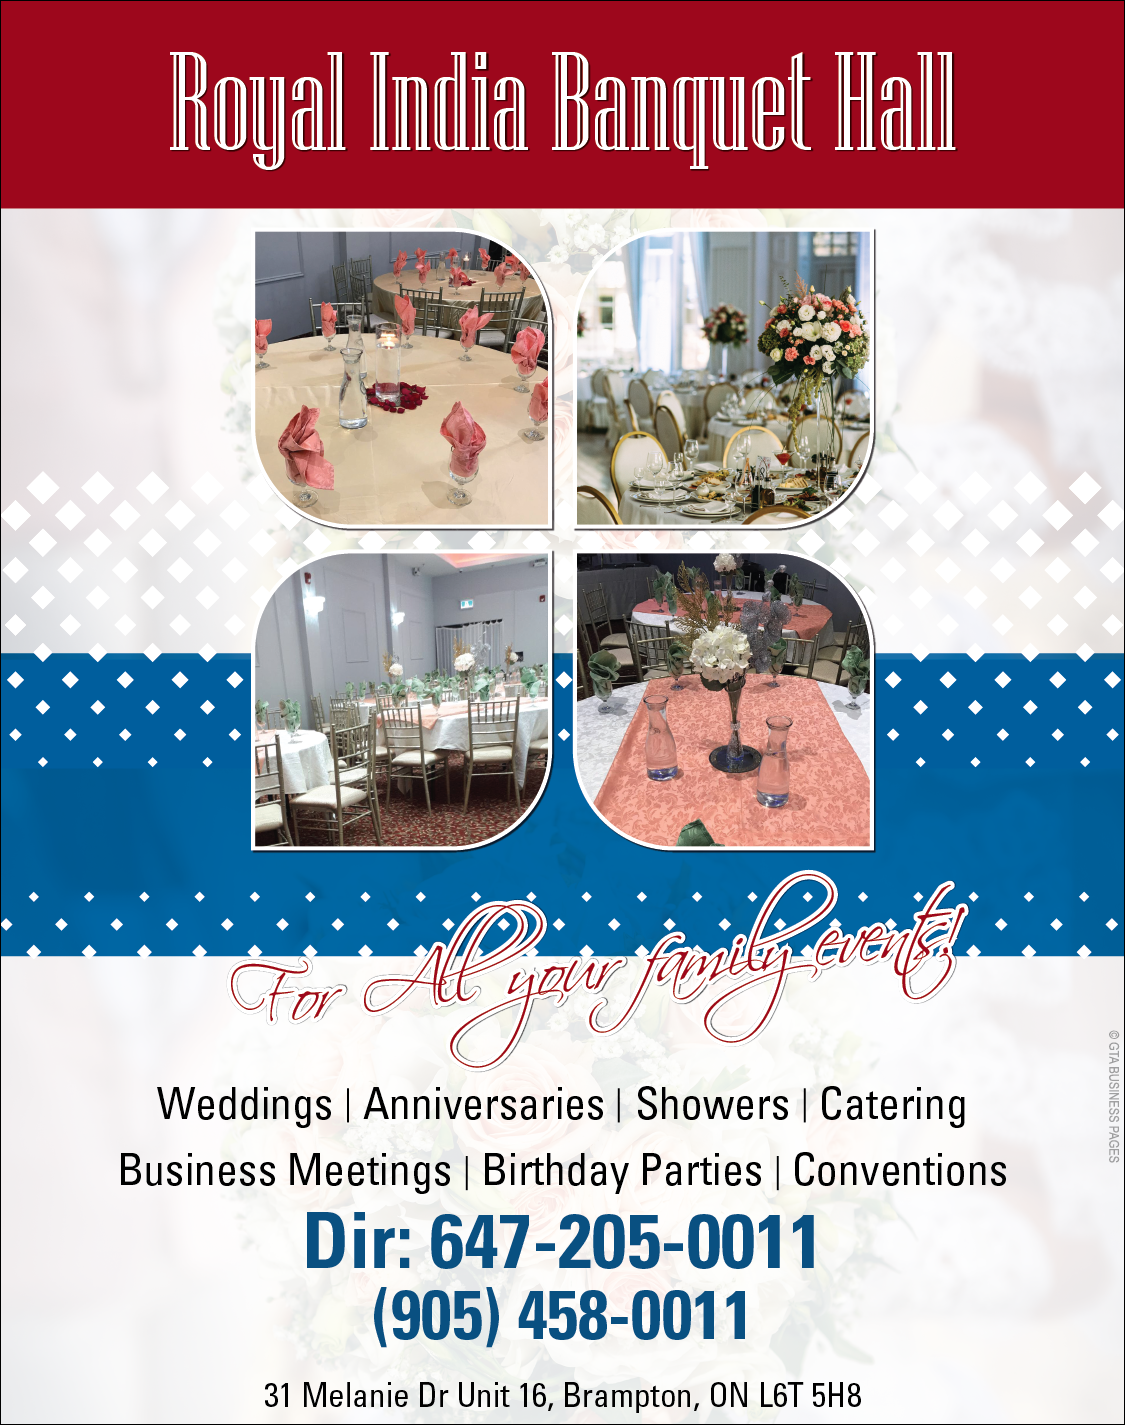 Royal India Banquet Hall
For All your family events!
Weddings | Anniversaries | Showers | Catering
Business Meetings | Birthday Parties | Conventions
Dir: 647-205-0011
(905) 458-0011
31 Melanie Dr Unit 16, Brampton, ON L6T 5H8
© GTA BUSINESS PAGES